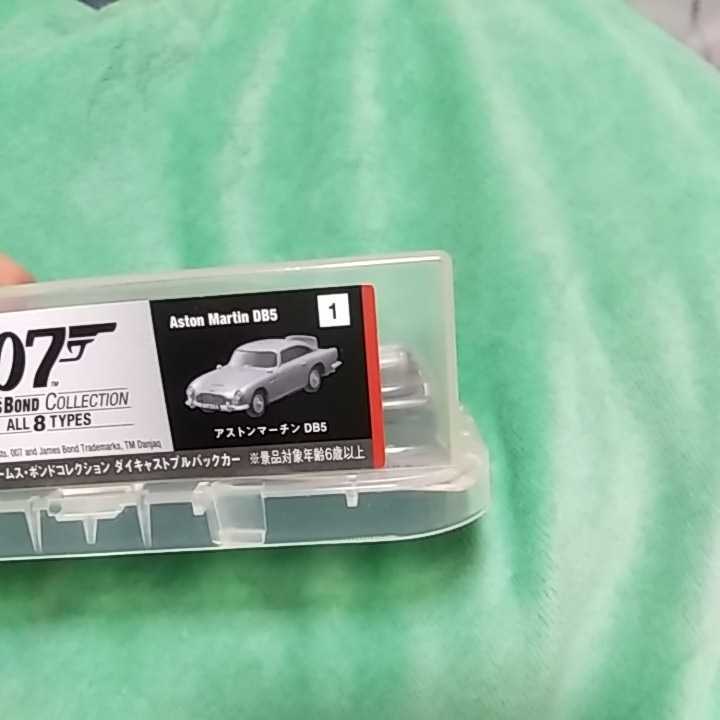 07
TM
BOND COLLECTION
ALL 8 TYPES
007 and James Bond Trademarks, TM Danjaq
Aston Martin DB5
1
アストンマーチン DB5
ームス・ボンドコレクション ダイキャストプルバックカー ※景品対象年齢6歳以上